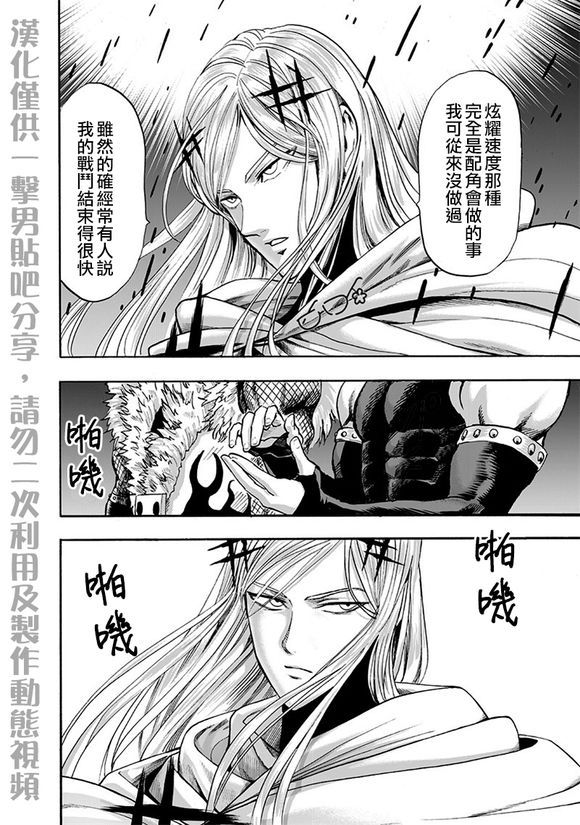 炫耀速度那種
完全是配角會做的事
我可從來沒做過
雖然的確經常有人說
我的戰鬥結束得很快
啪嘰
啪嘰
啪嘰
漢化僅供一擊男貼吧分享，請勿二次利用及製作動態視頻